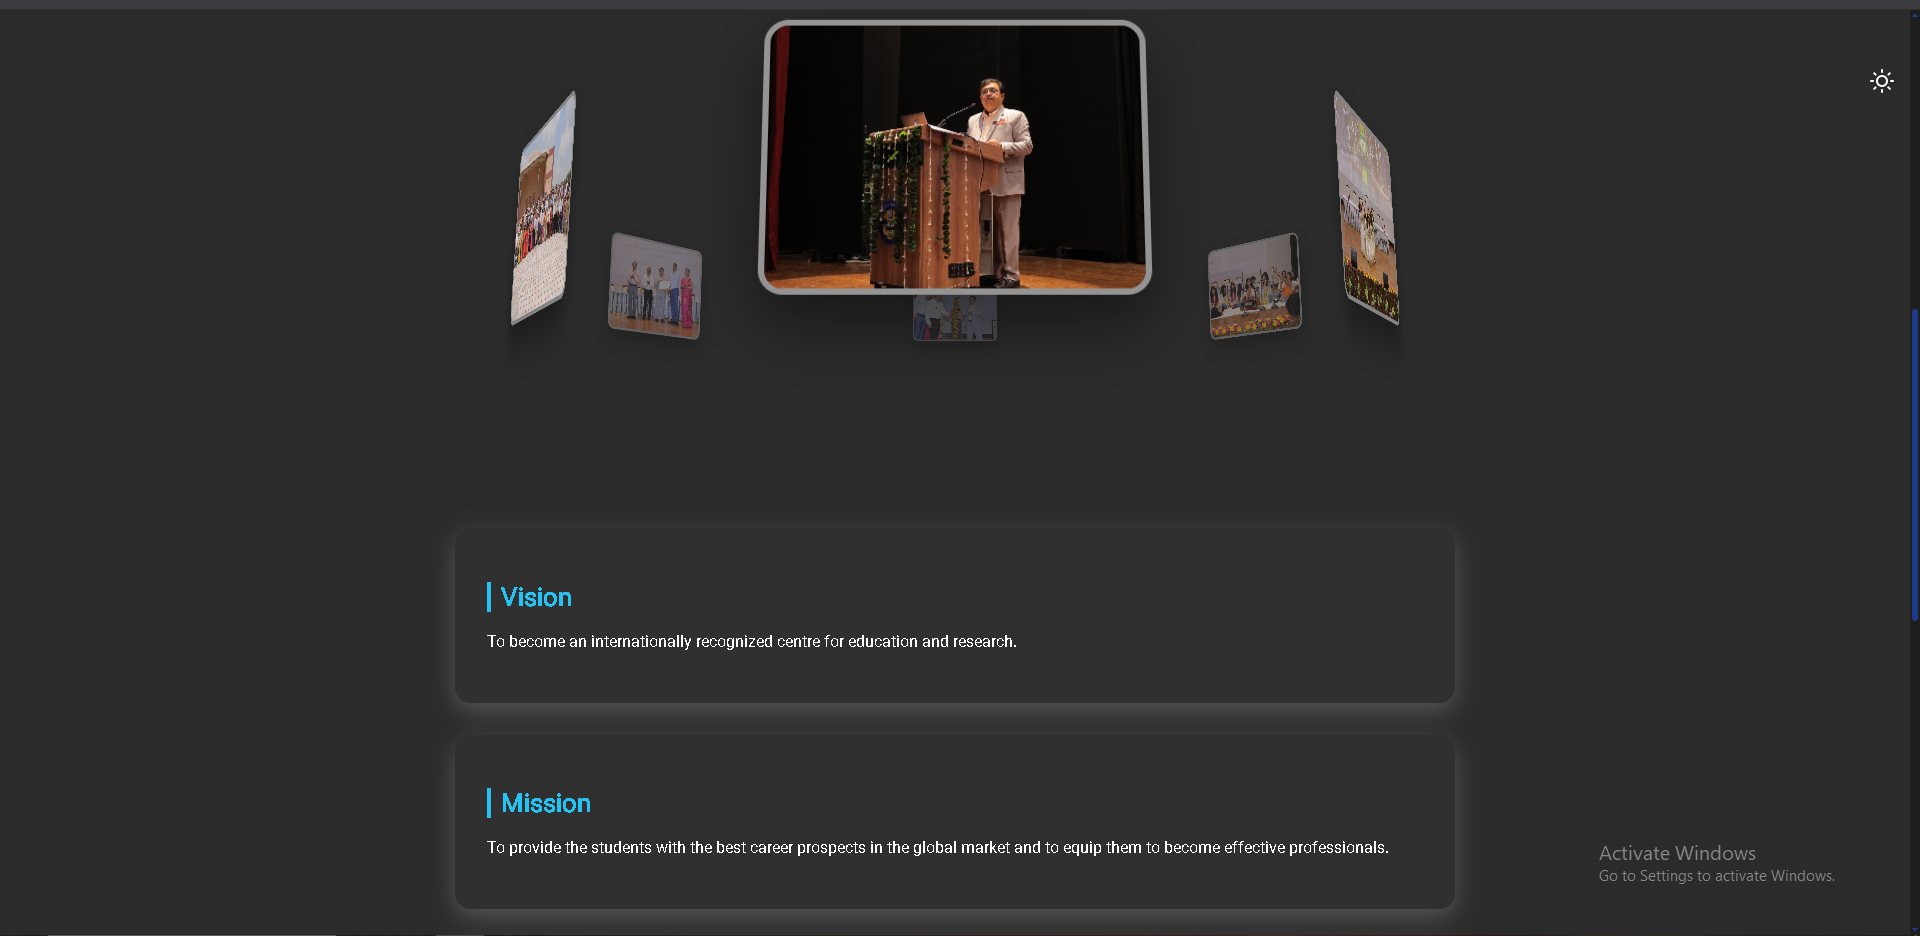 Vision
To become an internationally recognized centre for education and research.
Mission
To provide the students with the best career prospects in the global market and to equip them to become effective professionals.
Activate Windows
Go to Settings to activate Windows.